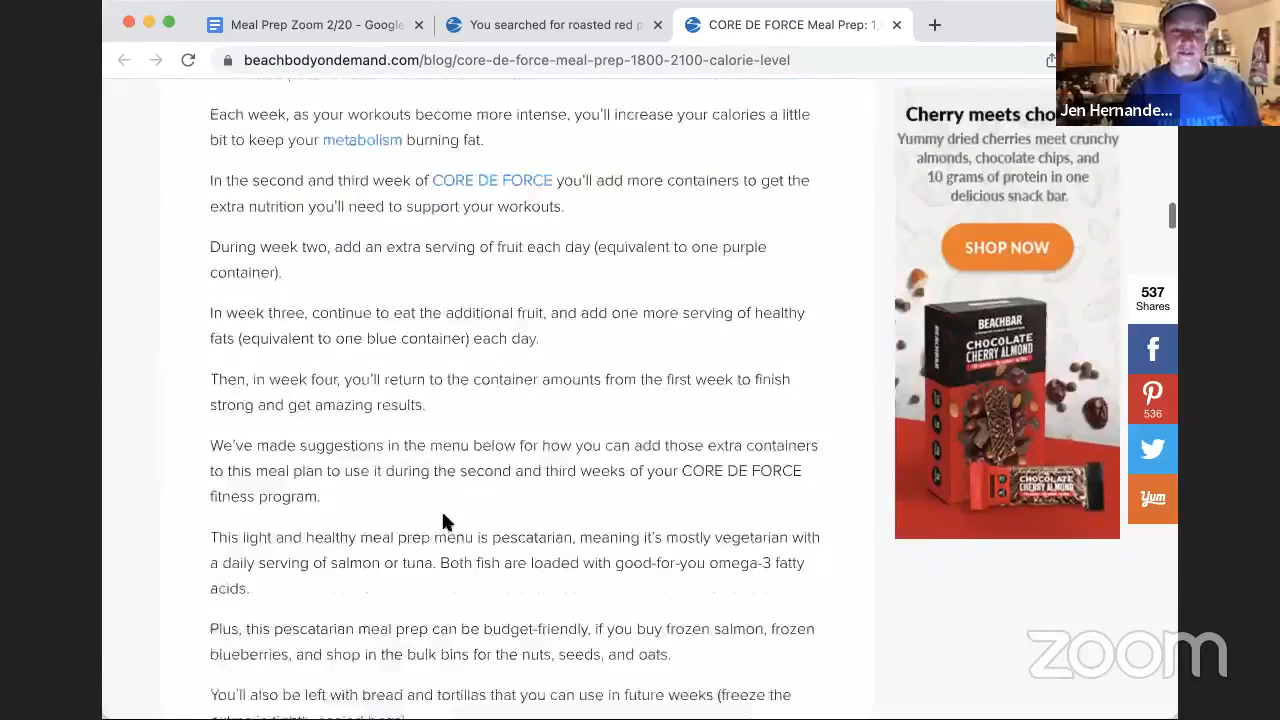 Meal Prep Zoom 2/20 - Google
You searched for roasted red p
CORE DE FORCE Meal Prep: 1,
beachbodyondemand.com/blog/core-de-force-meal-prep-1800-2100-calorie-level
Jen Hernande...
Each week, as your workouts become more intense, you'll increase your calories a little
bit to keep your metabolism burning fat.
In the second and third week of CORE DE FORCE you'll add more containers to get the
extra nutrition you'll need to support your workouts.
During week two, add an extra serving of fruit each day (equivalent to one purple
container).
In week three, continue to eat the additional fruit, and add one more serving of healthy
fats (equivalent to one blue container) each day.
Then, in week four, you'll return to the container amounts from the first week to finish
strong and get amazing results.
We've made suggestions in the menu below for how you can add those extra containers
to this meal plan to use it during the second and third weeks of your CORE DE FORCE
fitness program.
This light and healthy meal prep menu is pescatarian, meaning it's mostly vegetarian with
a daily serving of salmon or tuna. Both fish are loaded with good-for-you omega-3 fatty
acids.
Plus, this pescatarian meal prep can be budget-friendly, if you buy frozen salmon, frozen
blueberries, and shop in the bulk bins for the nuts, seeds, and oats.
You'll also be left with bread and tortillas that you can use in future weeks (freeze the
Cherry meets cho
Yummy dried cherries meet crunchy
almonds, chocolate chips, and
10 grams of protein in one
delicious snack bar.
SHOP NOW
BEACHBAR
CHOCOLATE
CHERRY ALMOND
BEACHBAR
CHOCOLATE
CHERRY ALMOND
537
Shares
f
536
Yum
zoom